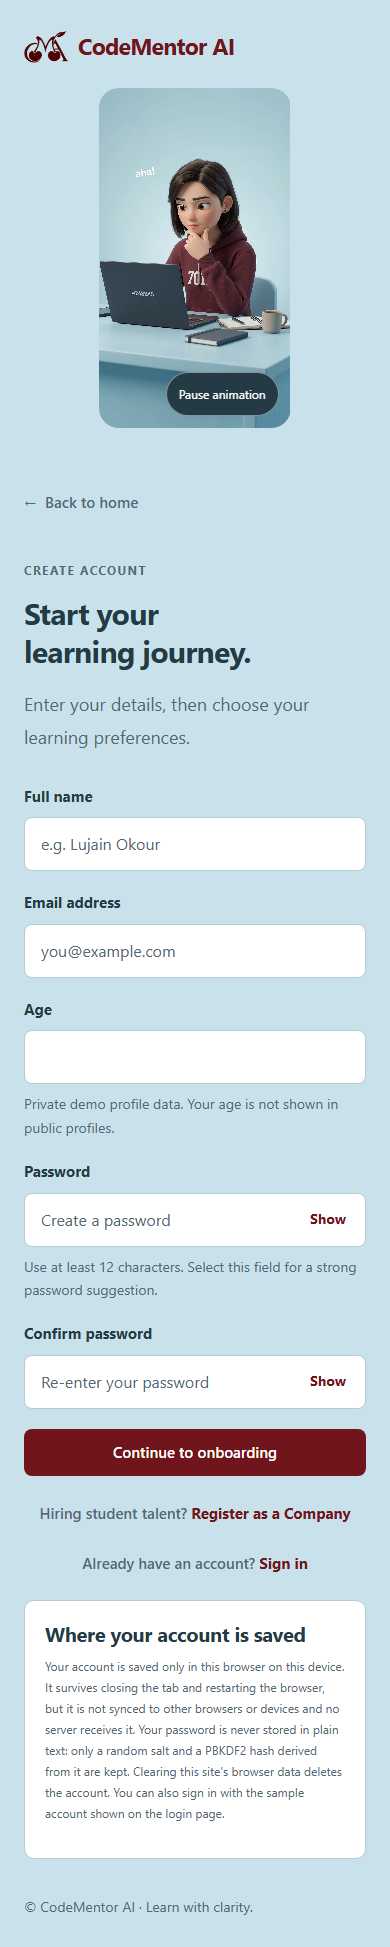 CodeMentor AI
aha!
Pause animation
← Back to home
CREATE ACCOUNT
Start your
learning journey.
Enter your details, then choose your
learning preferences.
Full name
e.g. Lujain Okour
Email address
you@example.com
Age
Private demo profile data. Your age is not shown in
public profiles.
Password
Create a password
Show
Use at least 12 characters. Select this field for a strong
password suggestion.
Confirm password
Re-enter your password
Show
Continue to onboarding
Hiring student talent? Register as a Company
Already have an account? Sign in
Where your account is saved
Your account is saved only in this browser on this device.
It survives closing the tab and restarting the browser,
but it is not synced to other browsers or devices and no
server receives it. Your password is never stored in plain
text: only a random salt and a PBKDF2 hash derived
from it are kept. Clearing this site's browser data deletes
the account. You can also sign in with the sample
account shown on the login page.
© CodeMentor AI · Learn with clarity.